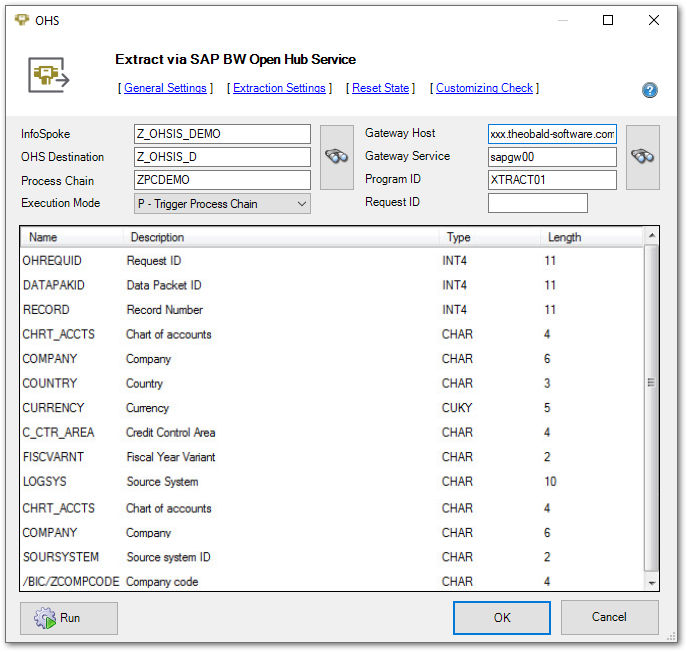 OHS
Extract via SAP BW Open Hub Service
[ General Settings ] [ Extraction Settings ] [ Reset State ] [ Customizing Check ]
InfoSpoke Z_OHSIS_DEMO Gateway Host xxx.theobald-software.com
OHS Destination Z_OHSIS_D Gateway Service sapgw00
Process Chain ZPCDEMO Program ID XTRACT01
Execution Mode P - Trigger Process Chain Request ID
Name Description Type Length
OHREQUID Request ID INT4 11
DATAPAKID Data Packet ID INT4 11
RECORD Record Number INT4 11
CHRT_ACCTS Chart of accounts CHAR 4
COMPANY Company CHAR 6
COUNTRY Country CHAR 3
CURRENCY Currency CUKY 5
C_CTR_AREA Credit Control Area CHAR 4
FISCVARNT Fiscal Year Variant CHAR 2
LOGSYS Source System CHAR 10
CHRT_ACCTS Chart of accounts CHAR 4
COMPANY Company CHAR 6
SOURSYSTEM Source system ID CHAR 2
/BIC/ZCOMPCODE Company code CHAR 4
Run OK Cancel